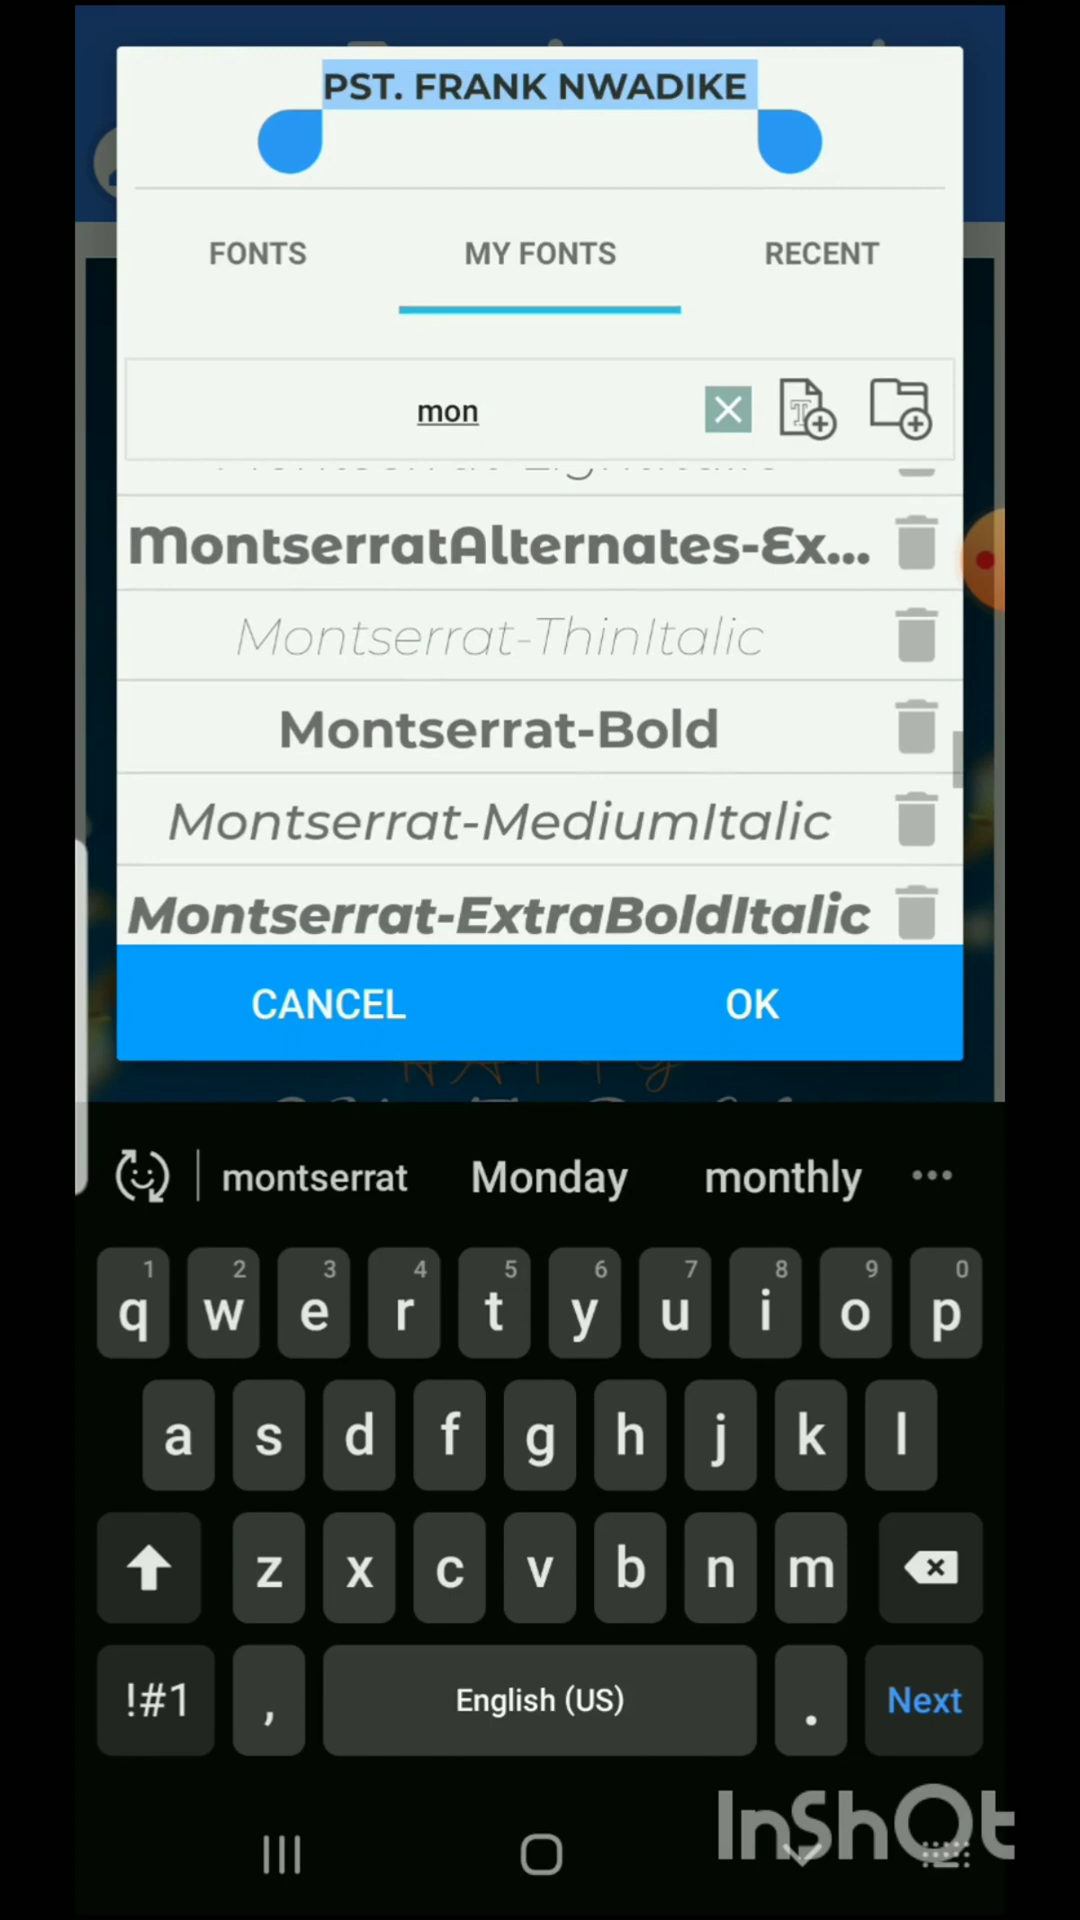 PST. FRANK NWADIKE
FONTS MY FONTS RECENT
mon
MontserratAlternates-Ex...
Montserrat-ThinItalic
Montserrat-Bold
Montserrat-MediumItalic
Montserrat-ExtraBoldItalic
CANCEL OK
montserrat Monday monthly ...
1 2 3 4 5 6 7 8 9 0
q w e r t y u i o p
a s d f g h j k l
z x c v b n m
!#1 , English (US) . Next
InShOt